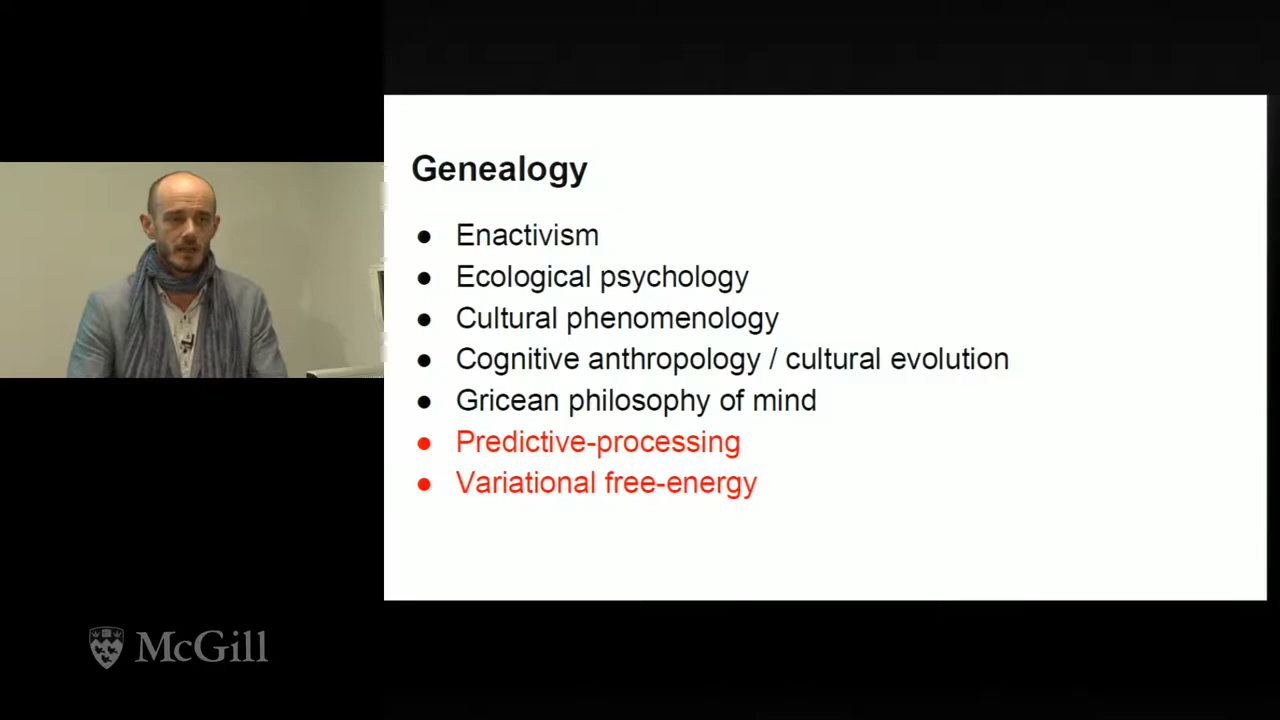 Genealogy
● Enactivism
● Ecological psychology
● Cultural phenomenology
● Cognitive anthropology / cultural evolution
● Gricean philosophy of mind
● Predictive-processing
● Variational free-energy
McGill